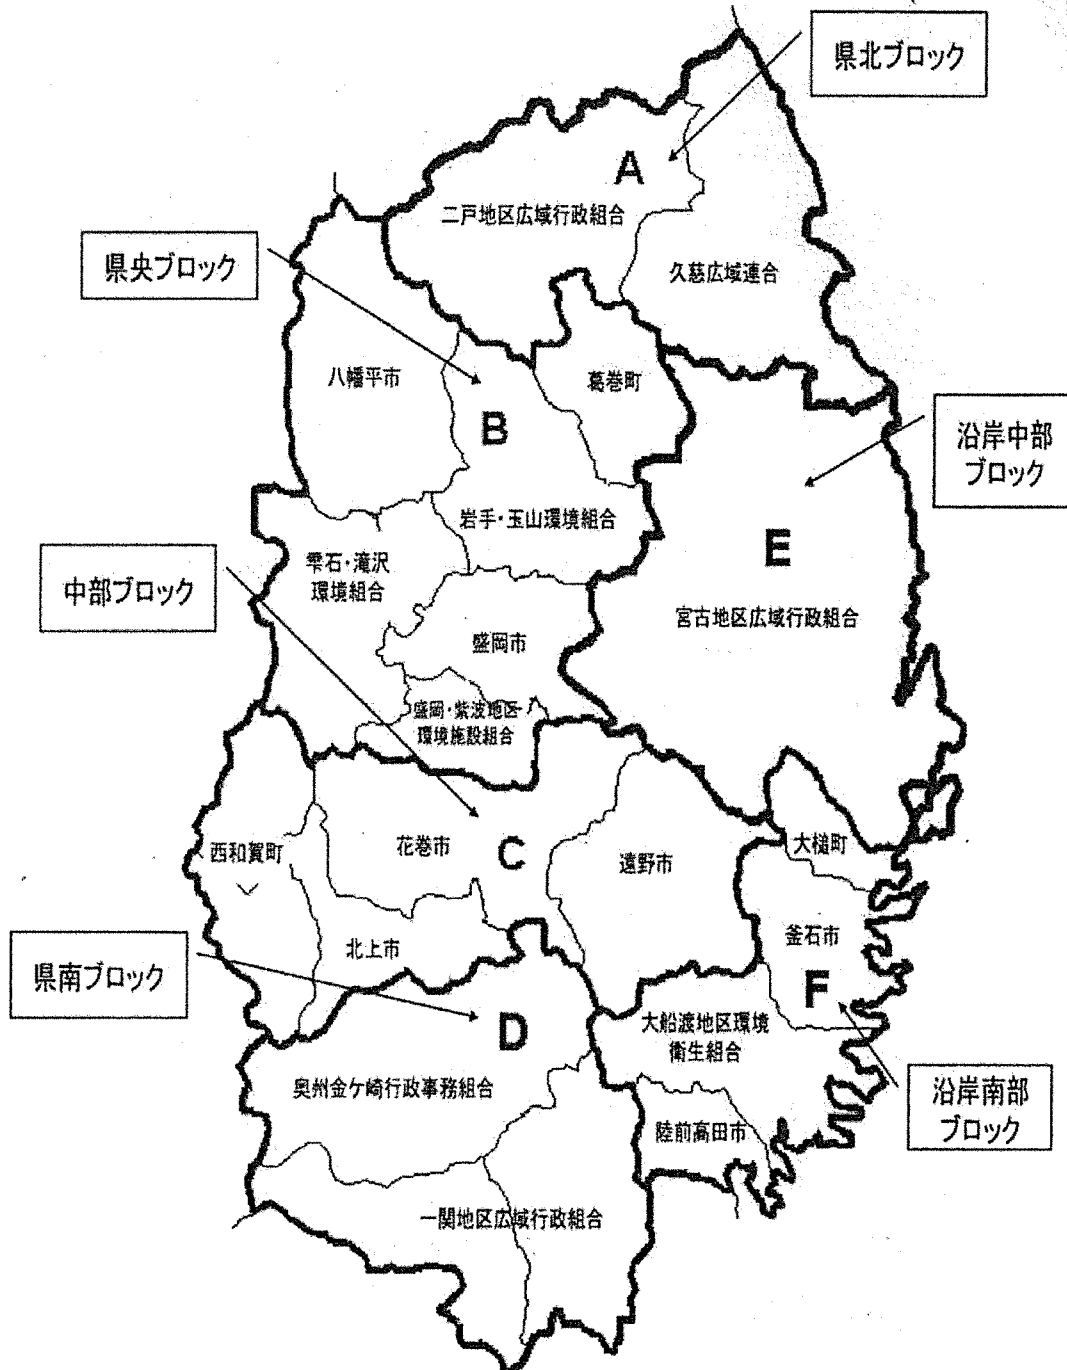 県北ブロック
A
二戸地区広域行政組合
県央ブロック
久慈広域連合
八幡平市
葛巻町
B
沿岸中部
ブロック
岩手・玉山環境組合
E
雫石・滝沢
環境組合
中部ブロック
宮古地区広域行政組合
盛岡市
盛岡・紫波地区
環境施設組合
西和賀町
花巻市
C
遠野市
大槌町
北上市
釜石市
県南ブロック
F
D
大船渡地区環境
衛生組合
奥州金ケ崎行政事務組合
沿岸南部
ブロック
陸前高田市
一関地区広域行政組合